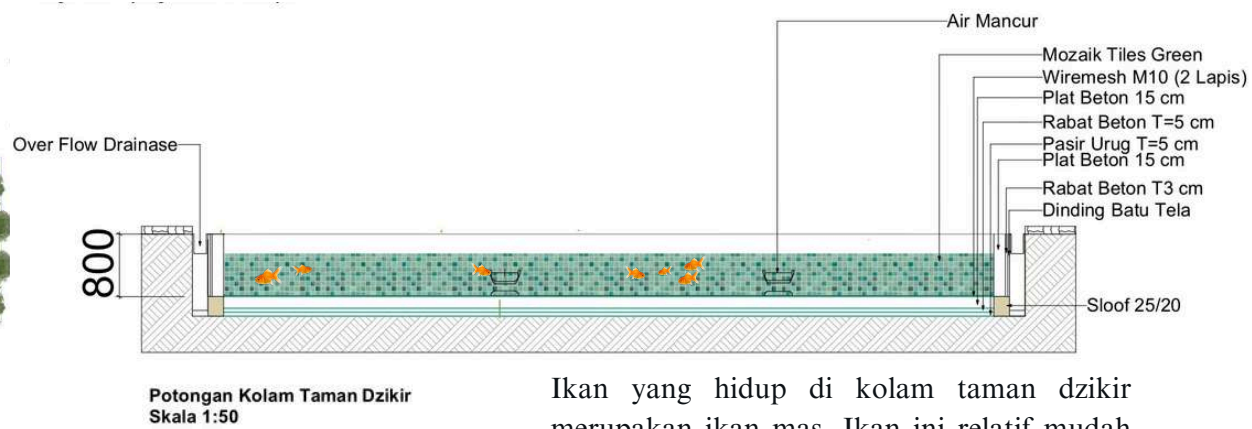 Air Mancur
Mozaik Tiles Green
Wiremesh M10 (2 Lapis)
Plat Beton 15 cm
Rabat Beton T=5 cm
Pasir Urug T=5 cm
Plat Beton 15 cm
Rabat Beton T3 cm
Dinding Batu Tela
Over Flow Drainase
800
Sloof 25/20
Potongan Kolam Taman Dzikir
Skala 1:50
Ikan yang hidup di kolam taman dzikir
merupakan ikan mas. Ikan ini relatif mudah